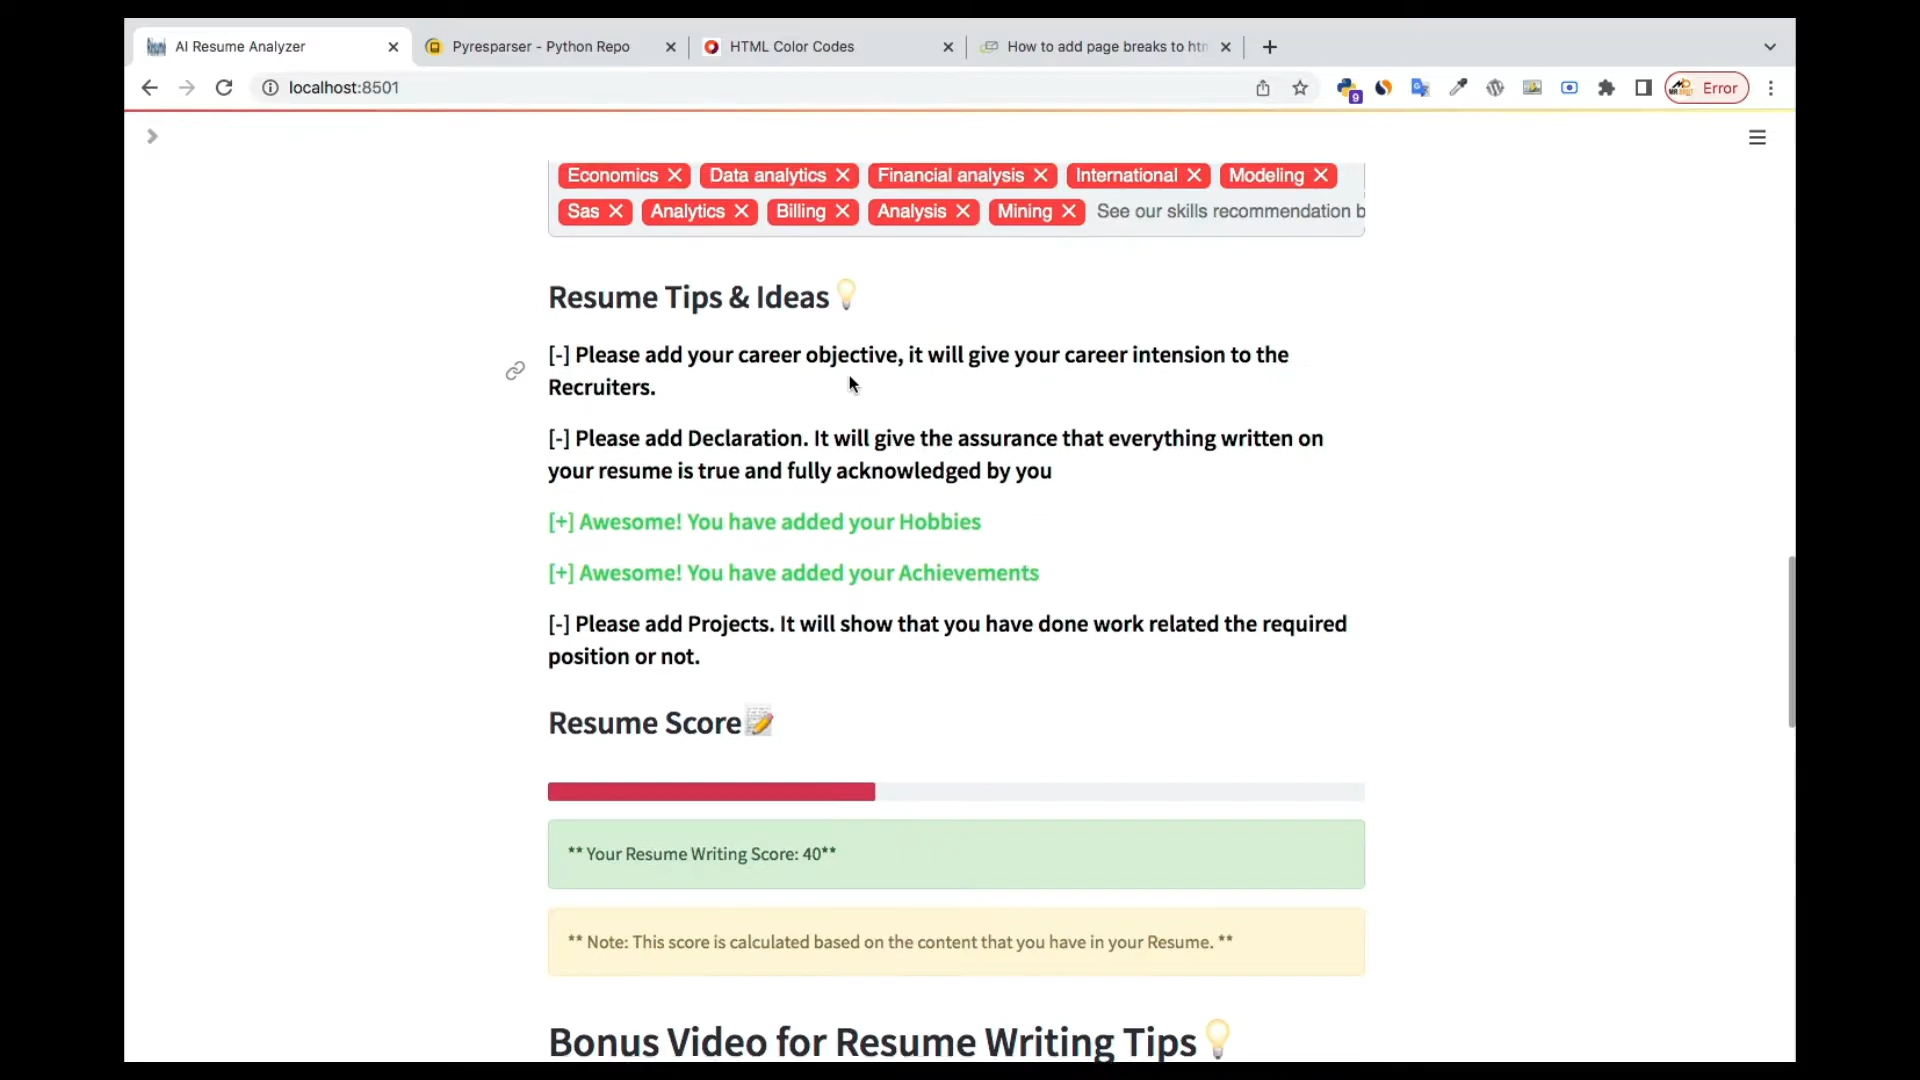 AI Resume Analyzer
Pyresparser - Python Repo
HTML Color Codes
How to add page breaks to htm
localhost:8501
9
Error
Economics
Data analytics
Financial analysis
International
Modeling
Sas
Analytics
Billing
Analysis
Mining
See our skills recommendation b
Resume Tips & Ideas
[-] Please add your career objective, it will give your career intension to the
Recruiters.
[-] Please add Declaration. It will give the assurance that everything written on
your resume is true and fully acknowledged by you
[+] Awesome! You have added your Hobbies
[+] Awesome! You have added your Achievements
[-] Please add Projects. It will show that you have done work related the required
position or not.
Resume Score
** Your Resume Writing Score: 40**
** Note: This score is calculated based on the content that you have in your Resume. **
Bonus Video for Resume Writing Tips